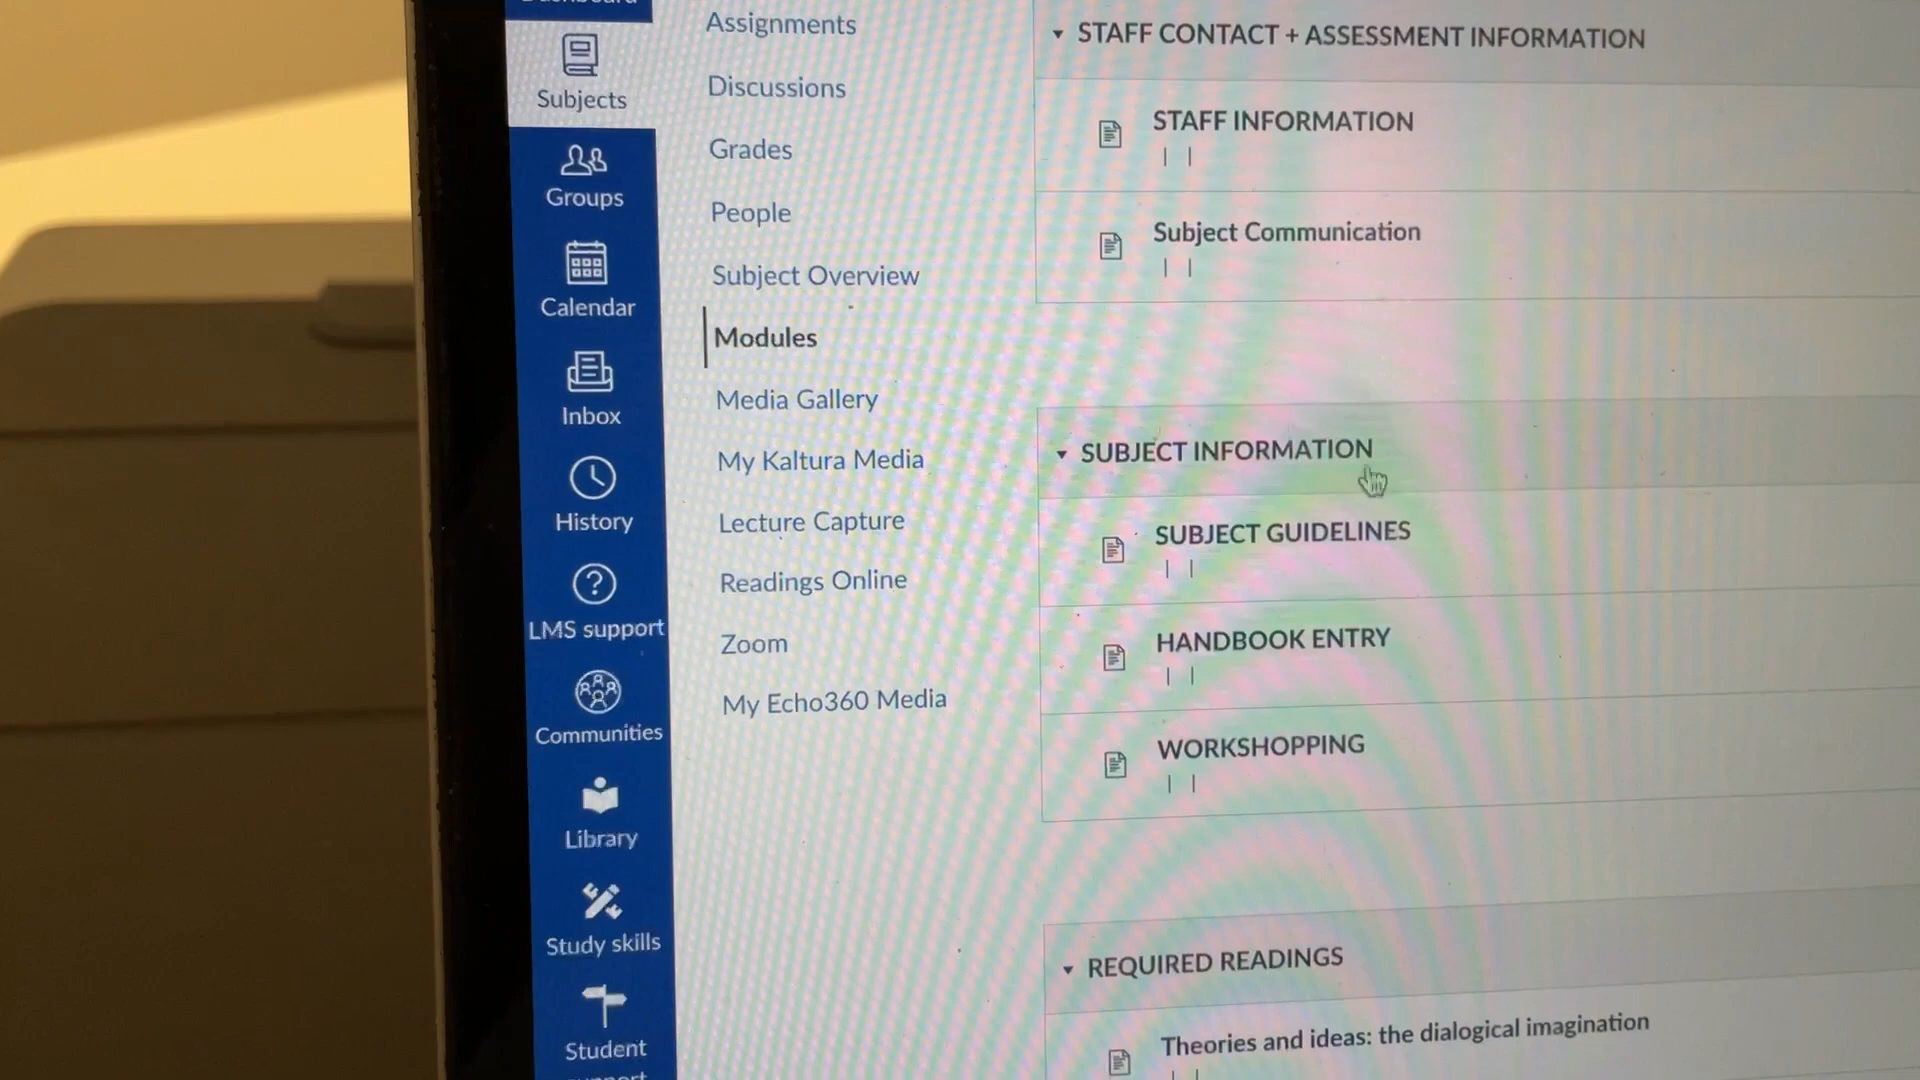 Dashboard
Subjects
Groups
Calendar
Inbox
History
LMS support
Communities
Library
Study skills
Student
support
Assignments
Discussions
Grades
People
Subject Overview
Modules
Media Gallery
My Kaltura Media
Lecture Capture
Readings Online
Zoom
My Echo360 Media
STAFF CONTACT + ASSESSMENT INFORMATION
STAFF INFORMATION
| |
Subject Communication
| |
SUBJECT INFORMATION
SUBJECT GUIDELINES
| |
HANDBOOK ENTRY
| |
WORKSHOPPING
| |
REQUIRED READINGS
Theories and ideas: the dialogical imagination
| |